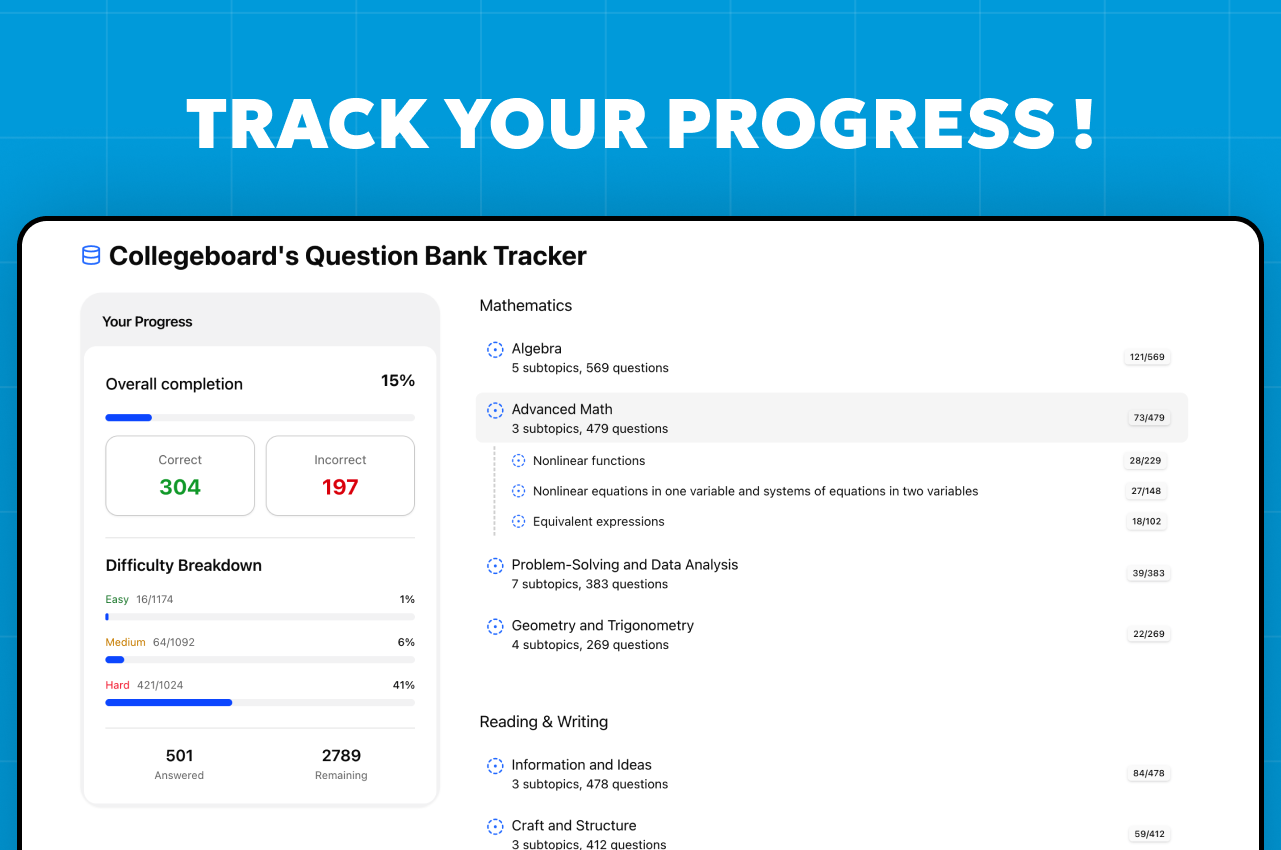 TRACK YOUR PROGRESS !
Collegeboard's Question Bank Tracker
Your Progress
Overall completion 15%
Correct Incorrect
304 197
Difficulty Breakdown
Easy 16/1174 1%
Medium 64/1092 6%
Hard 421/1024 41%
501 2789
Answered Remaining
Mathematics
Algebra
5 subtopics, 569 questions
121/569
Advanced Math
3 subtopics, 479 questions
73/479
Nonlinear functions 28/229
Nonlinear equations in one variable and systems of equations in two variables 27/148
Equivalent expressions 18/102
Problem-Solving and Data Analysis
7 subtopics, 383 questions
39/383
Geometry and Trigonometry
4 subtopics, 269 questions
22/269
Reading & Writing
Information and Ideas
3 subtopics, 478 questions
84/478
Craft and Structure
3 subtopics, 412 questions
59/412